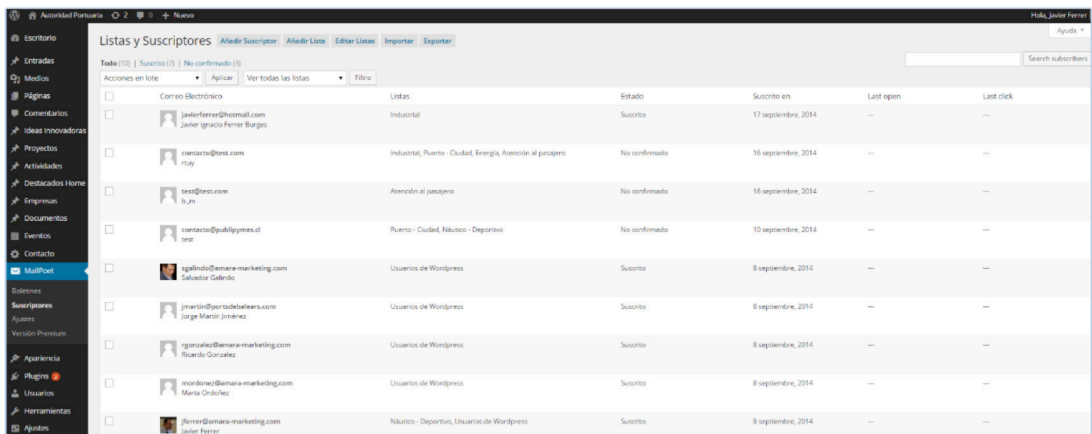 Autoridad Portuaria 2 0 + Nuevo Hola, Javier Ferrer
Ayuda
Escritorio
Entradas
Medios
Páginas
Comentarios
Ideas Innovadoras
Proyectos
Actividades
Destacados Home
Empresas
Documentos
Eventos
Contacto
MailPoet
Boletines
Suscriptores
Ajustes
Versión Premium
Apariencia
Plugins 2
Usuarios
Herramientas
Ajustes
Listas y Suscriptores Añadir Suscriptor Añadir Lista Editar Listas Importar Exportar
Todo (10) | Suscrito (7) | No confirmado (3)
Search subscribers
Acciones en lote Aplicar Ver todas las listas Filtro
Correo Electrónico Listas Estado Suscrito en Last open Last click
javierferrer@hotmail.com Industrial Suscrito 17 septiembre, 2014 --- ---
Javier Ignacio Ferrer Burges
contacto@test.com Industrial, Puerto - Ciudad, Energía, Atención al pasajero No confirmado 16 septiembre, 2014 --- ---
test@test.com Atención al pasajero No confirmado 16 septiembre, 2014 --- ---
contacto@publipymes.cl Puerto - Ciudad, Náutico - Deportivo No confirmado 10 septiembre, 2014 --- ---
test
sgalindo@amara-marketing.com Usuarios de Wordpress Suscrito 8 septiembre, 2014 --- ---
Salvador Galindo
jmartin@portsdebalears.com Usuarios de Wordpress Suscrito 8 septiembre, 2014 --- ---
Jorge Martín Jiménez
rgonzalez@amara-marketing.com Usuarios de Wordpress Suscrito 8 septiembre, 2014 --- ---
Ricardo Gonzalez
mordonez@amara-marketing.com Usuarios de Wordpress Suscrito 8 septiembre, 2014 --- ---
Marta Ordoñez
jferrer@amara-marketing.com Náutico - Deportivo, Usuarios de Wordpress Suscrito 8 septiembre, 2014 --- ---
Javier Ferrer